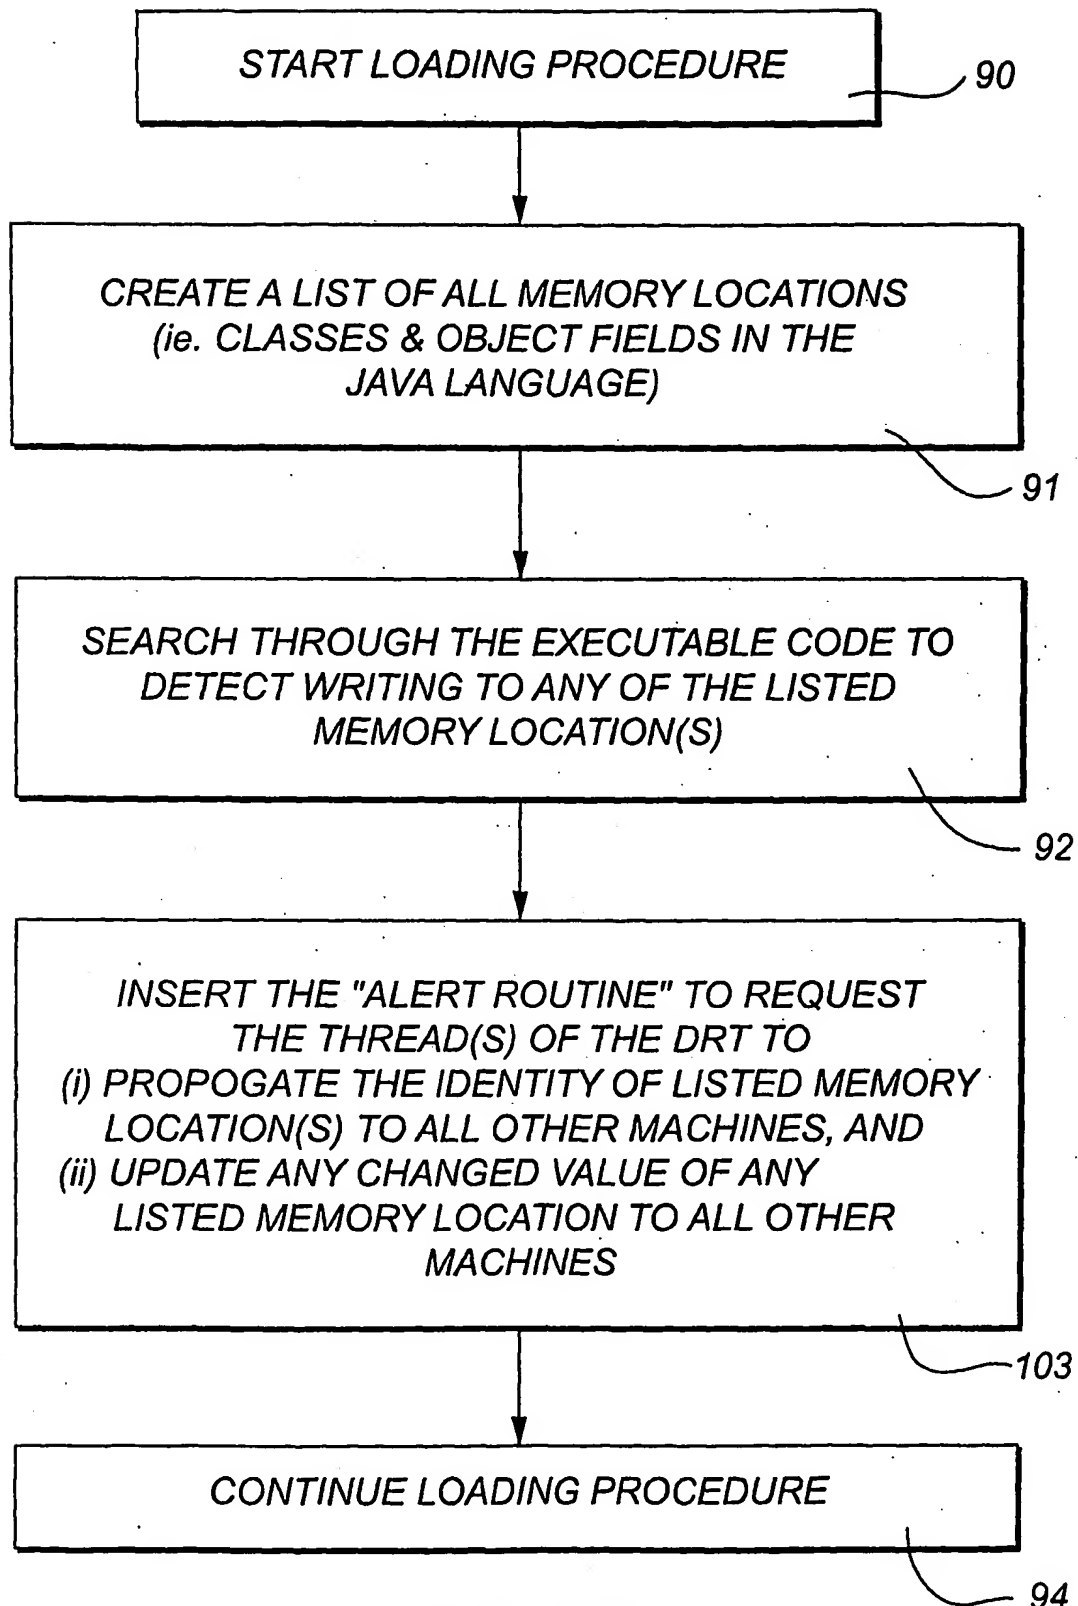 START LOADING PROCEDURE
90
CREATE A LIST OF ALL MEMORY LOCATIONS
(ie. CLASSES & OBJECT FIELDS IN THE
JAVA LANGUAGE)
91
SEARCH THROUGH THE EXECUTABLE CODE TO
DETECT WRITING TO ANY OF THE LISTED
MEMORY LOCATION(S)
92
INSERT THE "ALERT ROUTINE" TO REQUEST
THE THREAD(S) OF THE DRT TO
(i) PROPOGATE THE IDENTITY OF LISTED MEMORY
LOCATION(S) TO ALL OTHER MACHINES, AND
(ii) UPDATE ANY CHANGED VALUE OF ANY
LISTED MEMORY LOCATION TO ALL OTHER
MACHINES
103
CONTINUE LOADING PROCEDURE
94